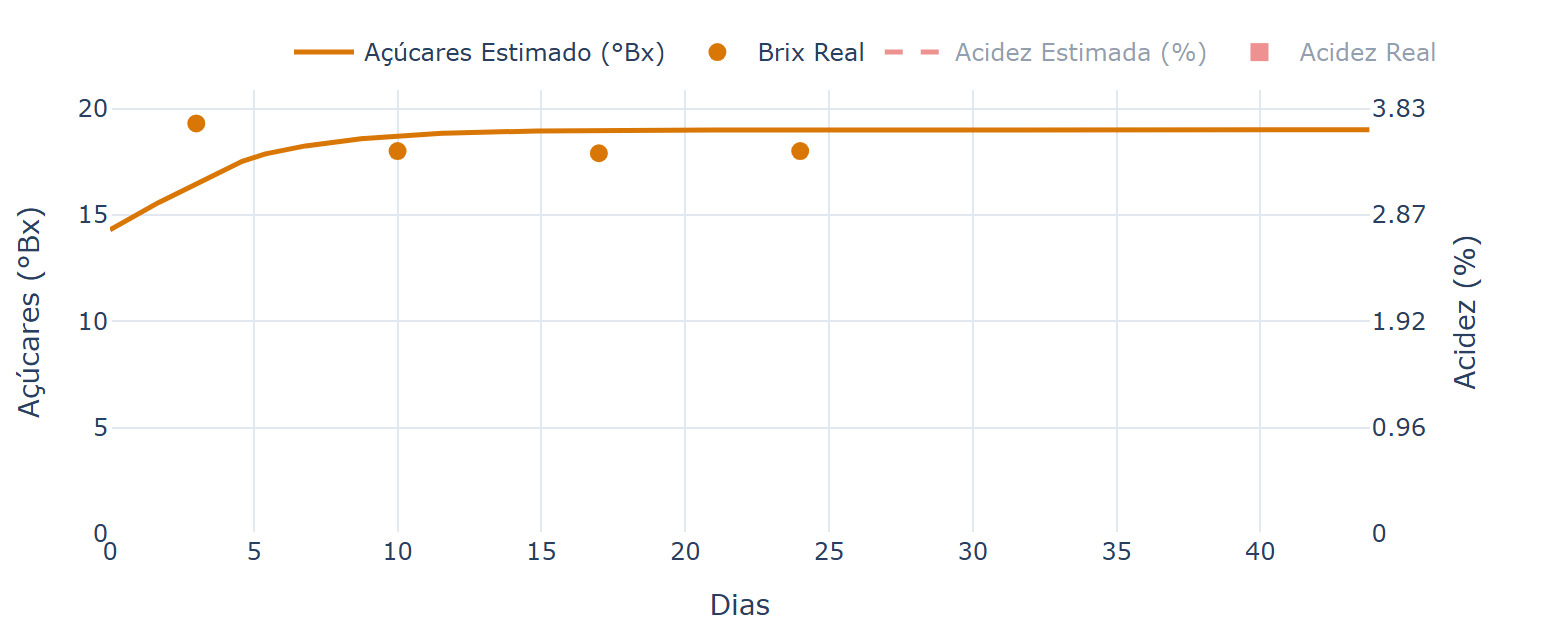 Açúcares Estimado (°Bx) Brix Real Acidez Estimada (%) Acidez Real
20 3.83
15 2.87
10 1.92
5 0.96
0 0
0 5 10 15 20 25 30 35 40
Açúcares (°Bx)
Acidez (%)
Dias